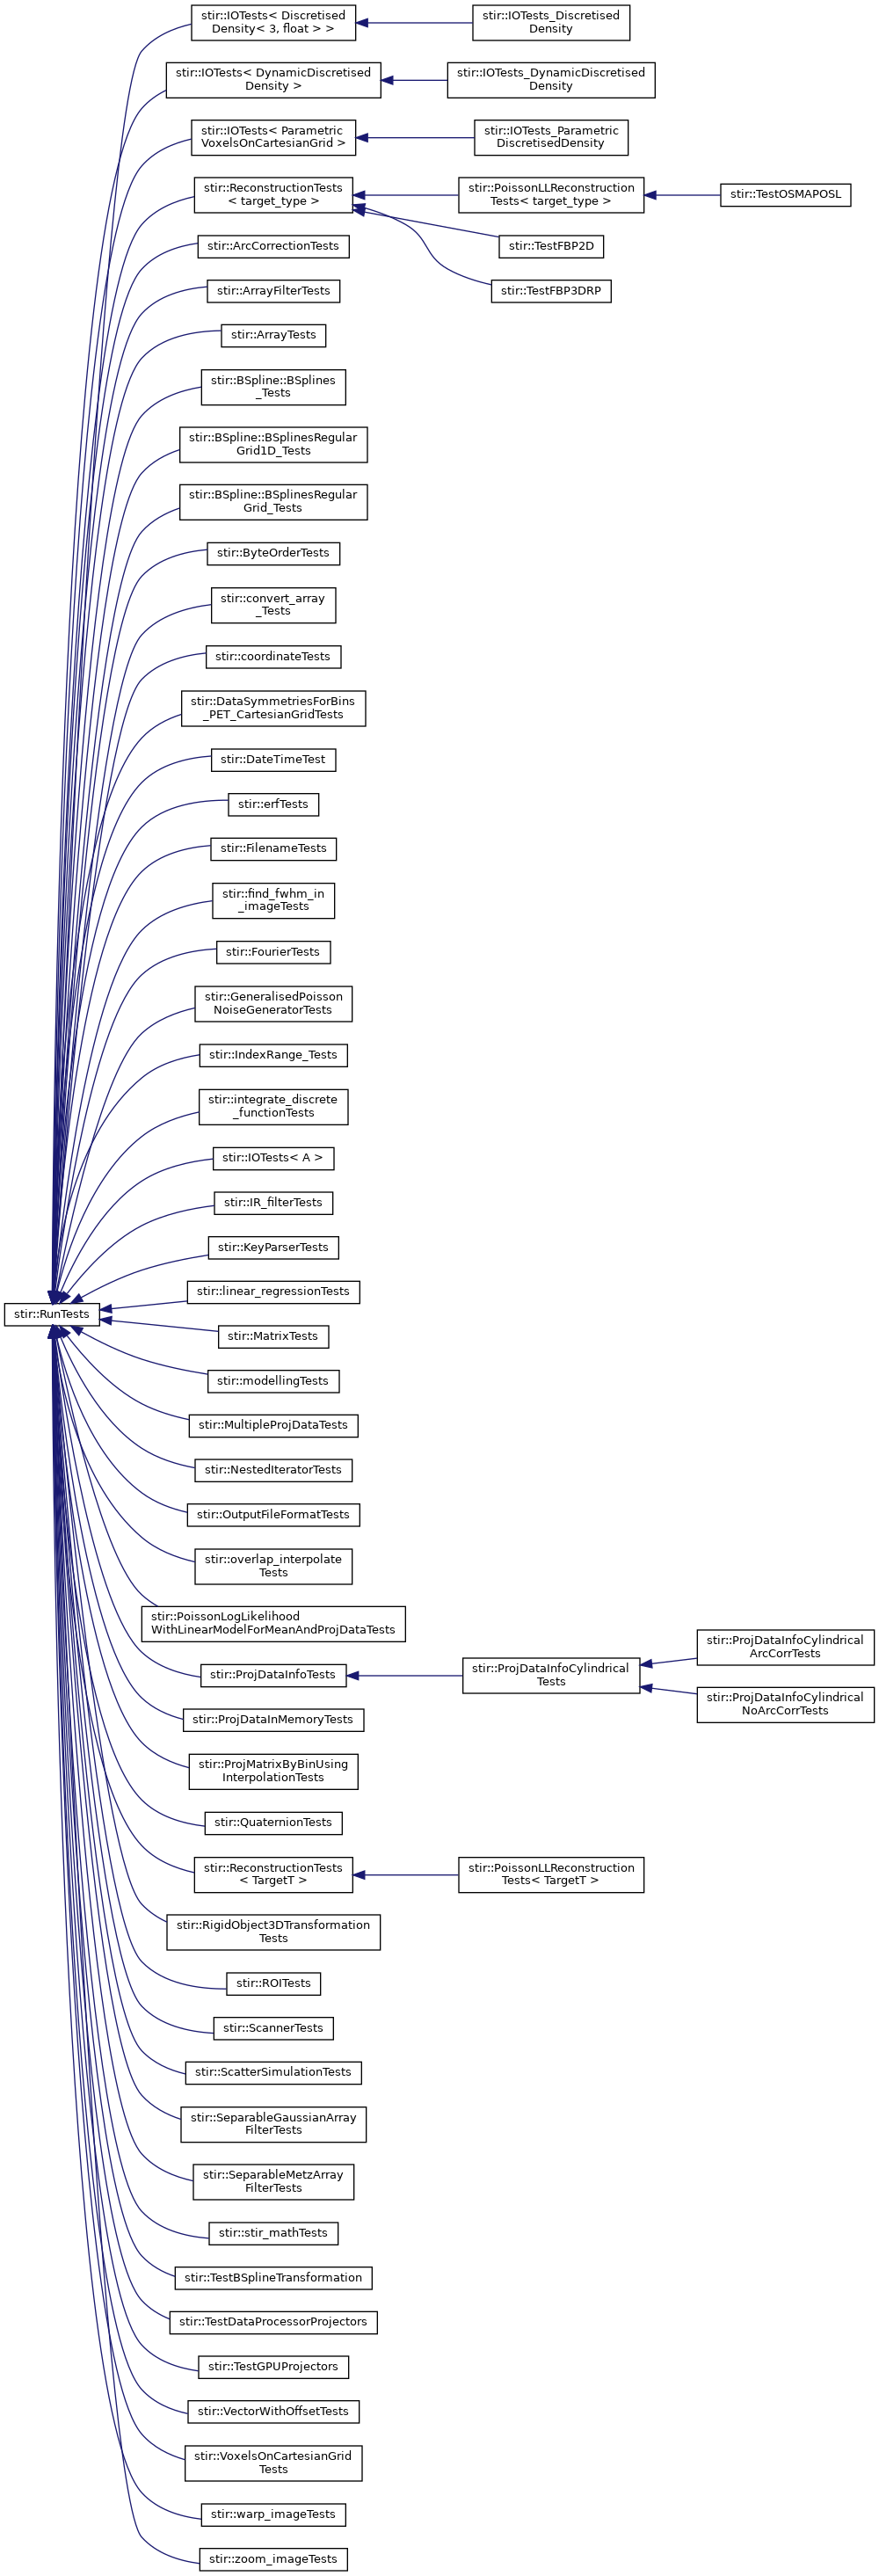 stir::IOTests< Discretised
Density< 3, float > >
stir::IOTests_Discretised
Density
stir::IOTests< DynamicDiscretised
Density >
stir::IOTests_DynamicDiscretised
Density
stir::IOTests< Parametric
VoxelsOnCartesianGrid >
stir::IOTests_Parametric
DiscretisedDensity
stir::ReconstructionTests
< target_type >
stir::PoissonLLReconstruction
Tests< target_type >
stir::TestOSMAPOSL
stir::ArcCorrectionTests
stir::TestFBP2D
stir::ArrayFilterTests
stir::TestFBP3DRP
stir::ArrayTests
stir::BSpline::BSplines
_Tests
stir::BSpline::BSplinesRegular
Grid1D_Tests
stir::BSpline::BSplinesRegular
Grid_Tests
stir::ByteOrderTests
stir::convert_array
_Tests
stir::coordinateTests
stir::DataSymmetriesForBins
_PET_CartesianGridTests
stir::DateTimeTest
stir::erfTests
stir::FilenameTests
stir::find_fwhm_in
_imageTests
stir::FourierTests
stir::GeneralisedPoisson
NoiseGeneratorTests
stir::IndexRange_Tests
stir::integrate_discrete
_functionTests
stir::IOTests< A >
stir::IR_filterTests
stir::KeyParserTests
stir::linear_regressionTests
stir::RunTests
stir::MatrixTests
stir::modellingTests
stir::MultipleProjDataTests
stir::NestedIteratorTests
stir::OutputFileFormatTests
stir::overlap_interpolate
Tests
stir::PoissonLogLikelihood
WithLinearModelForMeanAndProjDataTests
stir::ProjDataInfoTests
stir::ProjDataInfoCylindrical
Tests
stir::ProjDataInfoCylindrical
ArcCorrTests
stir::ProjDataInfoCylindrical
NoArcCorrTests
stir::ProjDataInMemoryTests
stir::ProjMatrixByBinUsing
InterpolationTests
stir::QuaternionTests
stir::ReconstructionTests
< TargetT >
stir::PoissonLLReconstruction
Tests< TargetT >
stir::RigidObject3DTransformation
Tests
stir::ROITests
stir::ScannerTests
stir::ScatterSimulationTests
stir::SeparableGaussianArray
FilterTests
stir::SeparableMetzArray
FilterTests
stir::stir_mathTests
stir::TestBSplineTransformation
stir::TestDataProcessorProjectors
stir::TestGPUProjectors
stir::VectorWithOffsetTests
stir::VoxelsOnCartesianGrid
Tests
stir::warp_imageTests
stir::zoom_imageTests